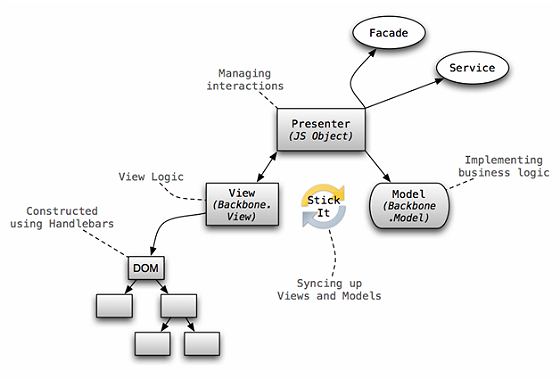 Facade
Service
Managing
interactions
Presenter
(JS Object)
Implementing
business logic
View Logic
View
(Backbone.
View)
Stick
It
Model
(Backbone
.Model)
Constructed
using Handlebars
DOM
Syncing up
Views and Models